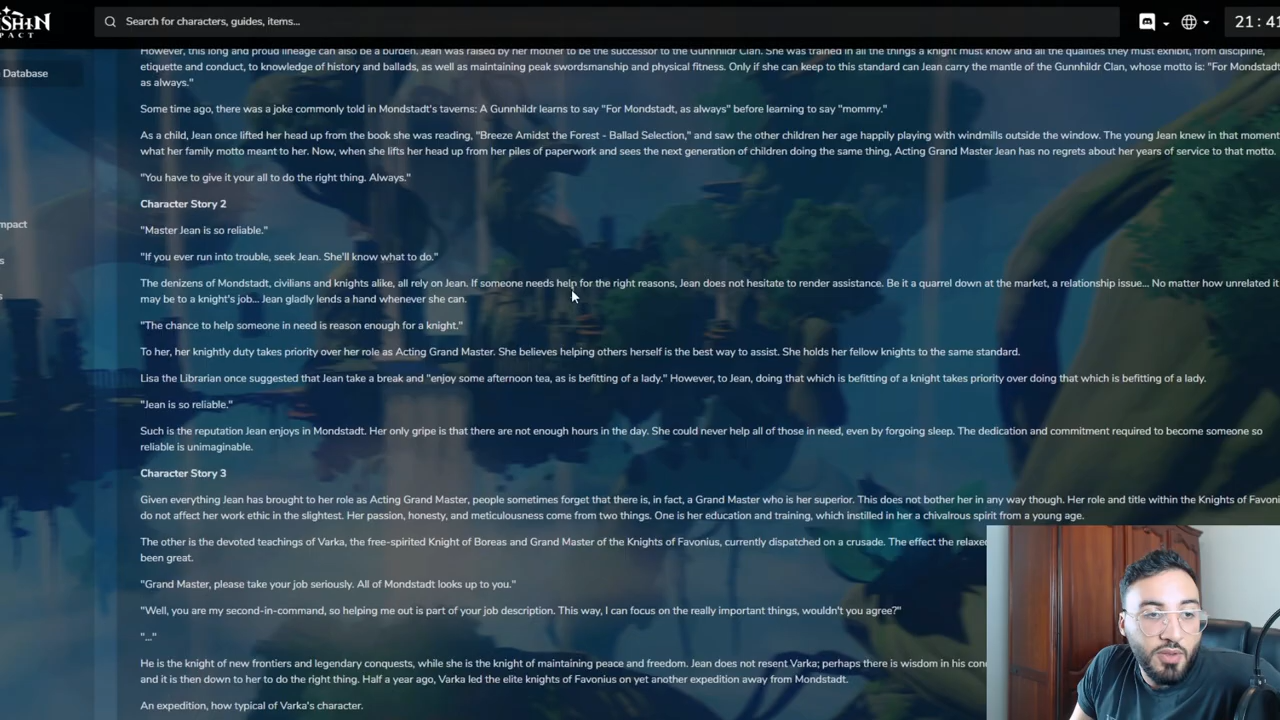 SHIN
PACT
Search for characters, guides, items...
21:41
Database
mpact
s
s
However, this long and proud lineage can also be a burden. Jean was raised by her mother to be the successor to the Gunnhildr Clan. She was trained in all the things a knight must know and all the qualities they must exhibit, from discipline,
etiquette and conduct, to knowledge of history and ballads, as well as maintaining peak swordsmanship and physical fitness. Only if she can keep to this standard can Jean carry the mantle of the Gunnhildr Clan, whose motto is: "For Mondstadt
as always."
Some time ago, there was a joke commonly told in Mondstadt's taverns: A Gunnhildr learns to say "For Mondstadt, as always" before learning to say "mommy."
As a child, Jean once lifted her head up from the book she was reading, "Breeze Amidst the Forest - Ballad Selection," and saw the other children her age happily playing with windmills outside the window. The young Jean knew in that moment
what her family motto meant to her. Now, when she lifts her head up from her piles of paperwork and sees the next generation of children doing the same thing, Acting Grand Master Jean has no regrets about her years of service to that motto.
"You have to give it your all to do the right thing. Always."
Character Story 2
"Master Jean is so reliable."
"If you ever run into trouble, seek Jean. She'll know what to do."
The denizens of Mondstadt, civilians and knights alike, all rely on Jean. If someone needs help for the right reasons, Jean does not hesitate to render assistance. Be it a quarrel down at the market, a relationship issue... No matter how unrelated it
may be to a knight's job... Jean gladly lends a hand whenever she can.
"The chance to help someone in need is reason enough for a knight."
To her, her knightly duty takes priority over her role as Acting Grand Master. She believes helping others herself is the best way to assist. She holds her fellow knights to the same standard.
Lisa the Librarian once suggested that Jean take a break and "enjoy some afternoon tea, as is befitting of a lady." However, to Jean, doing that which is befitting of a knight takes priority over doing that which is befitting of a lady.
"Jean is so reliable."
Such is the reputation Jean enjoys in Mondstadt. Her only gripe is that there are not enough hours in the day. She could never help all of those in need, even by forgoing sleep. The dedication and commitment required to become someone so
reliable is unimaginable.
Character Story 3
Given everything Jean has brought to her role as Acting Grand Master, people sometimes forget that there is, in fact, a Grand Master who is her superior. This does not bother her in any way though. Her role and title within the Knights of Favoni
do not affect her work ethic in the slightest. Her passion, honesty, and meticulousness come from two things. One is her education and training, which instilled in her a chivalrous spirit from a young age.
The other is the devoted teachings of Varka, the free-spirited Knight of Boreas and Grand Master of the Knights of Favonius, currently dispatched on a crusade. The effect the relaxed
been great.
"Grand Master, please take your job seriously. All of Mondstadt looks up to you."
"Well, you are my second-in-command, so helping me out is part of your job description. This way, I can focus on the really important things, wouldn't you agree?"
"..."
He is the knight of new frontiers and legendary conquests, while she is the knight of maintaining peace and freedom. Jean does not resent Varka; perhaps there is wisdom in his con
and it is then down to her to do the right thing. Half a year ago, Varka led the elite knights of Favonius on yet another expedition away from Mondstadt.
An expedition, how typical of Varka's character.